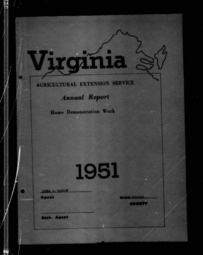 Virginia
AGRICULTURAL EXTENSION SERVICE
Annual Report
Home Demonstration Work
1951
Agent
COUNTY
Asst. Agent